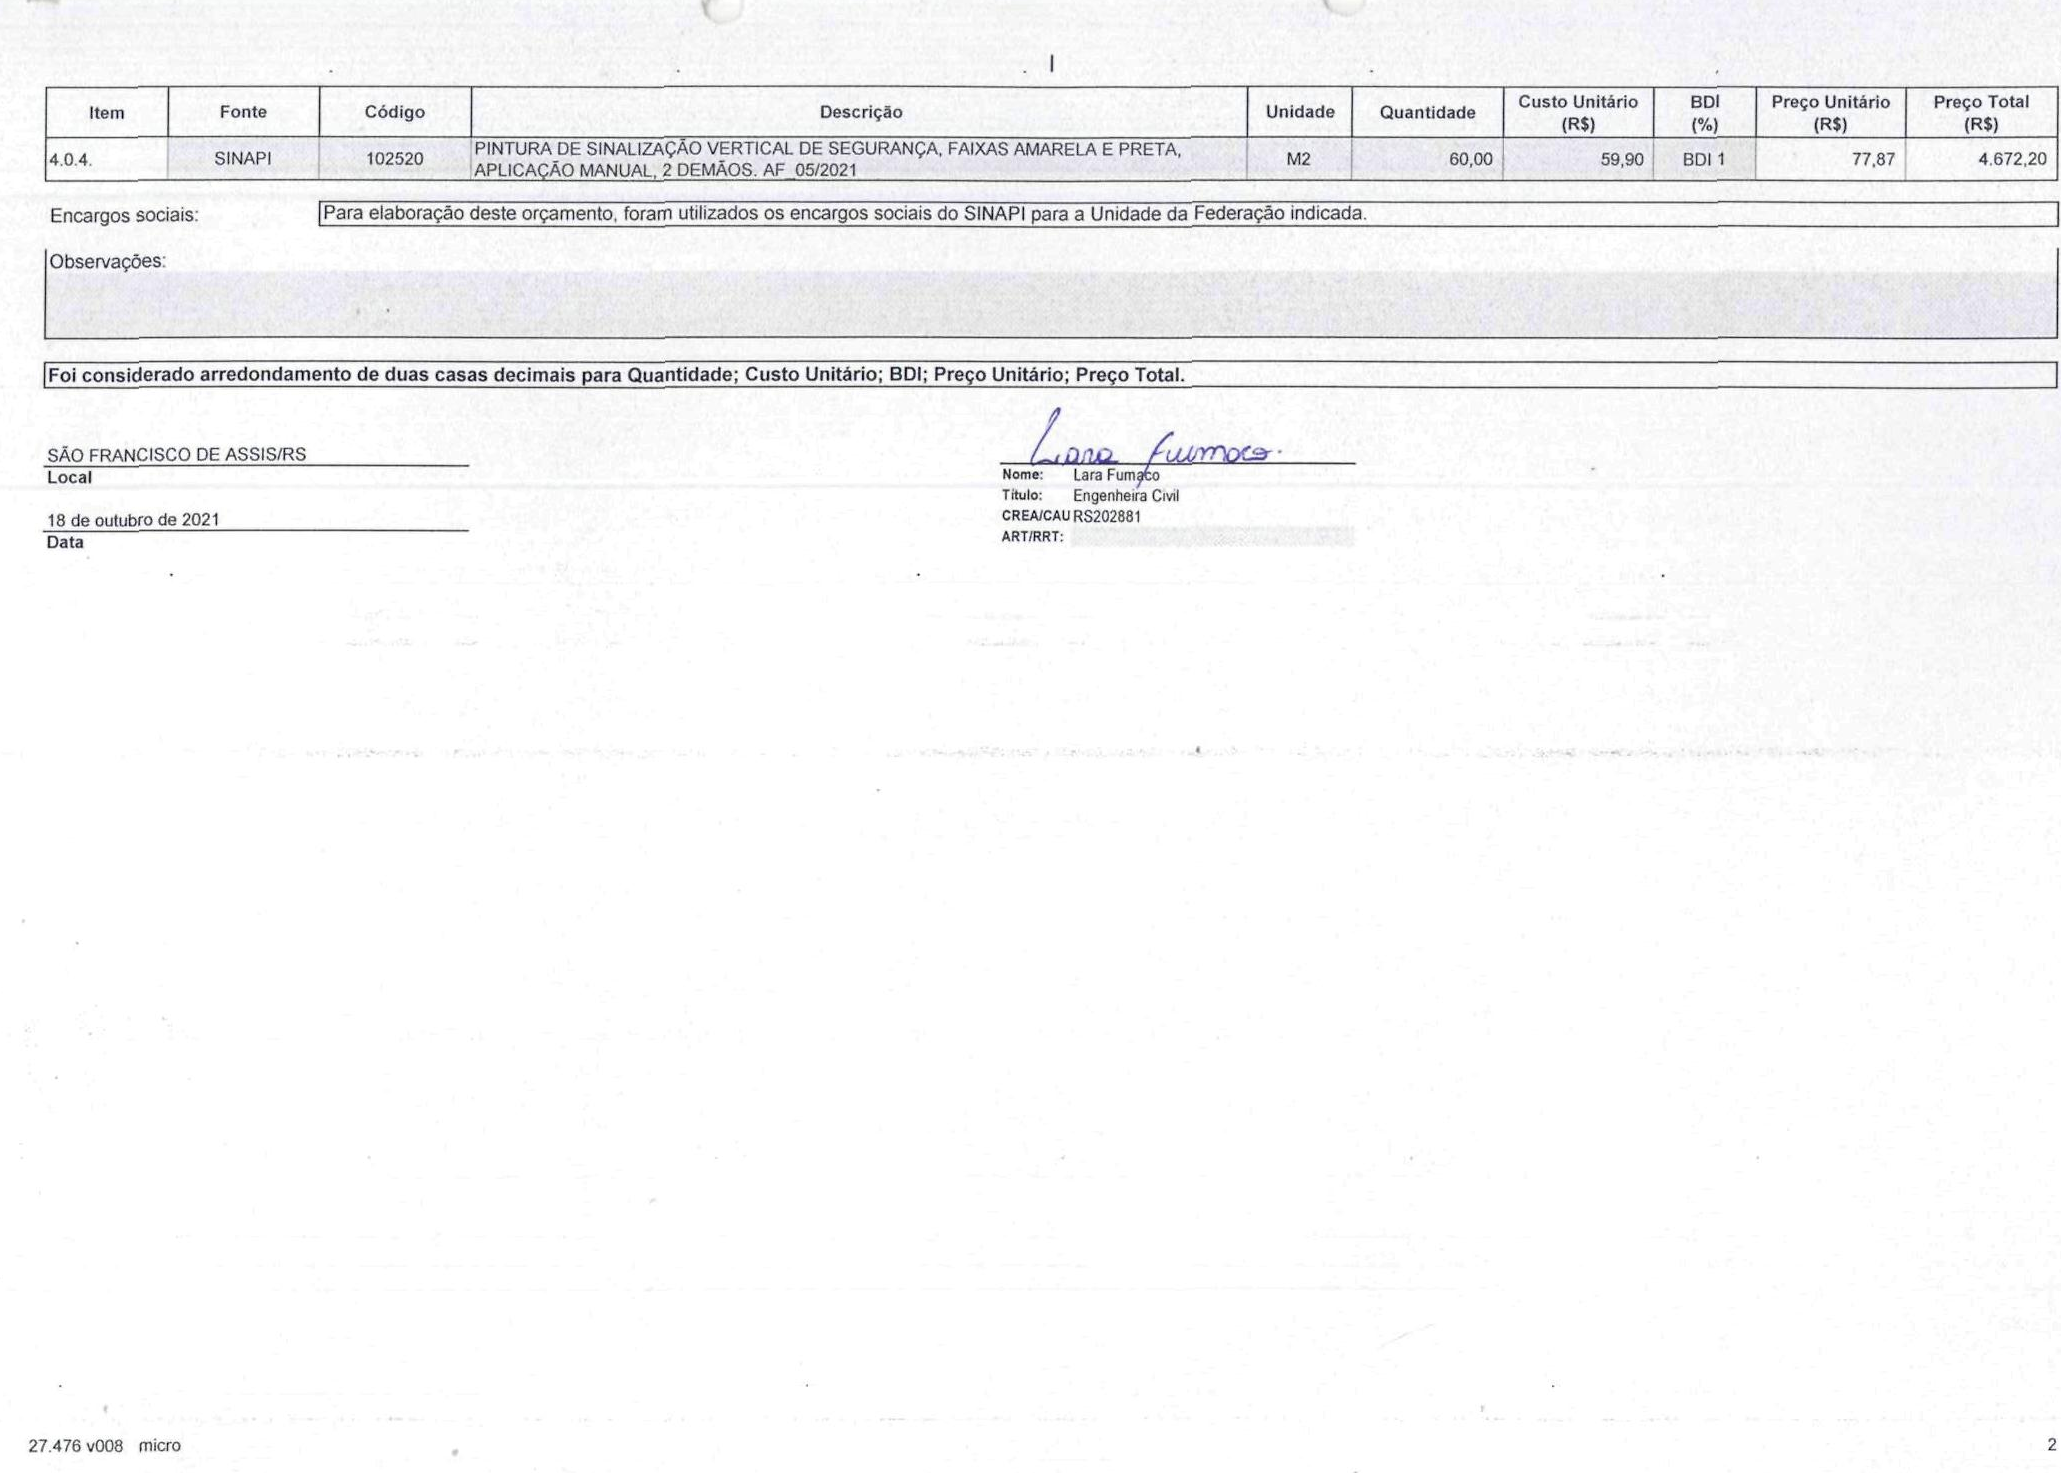 Item Fonte Código Descrição Unidade Quantidade Custo Unitário (R$) BDI (%) Preço Unitário (R$) Preço Total (R$)
4.0.4. SINAPI 102520 PINTURA DE SINALIZAÇÃO VERTICAL DE SEGURANÇA, FAIXAS AMARELA E PRETA, APLICAÇÃO MANUAL, 2 DEMÃOS. AF_05/2021 M2 60,00 59,90 BDI 1 77,87 4.672,20
Encargos sociais: Para elaboração deste orçamento, foram utilizados os encargos sociais do SINAPI para a Unidade da Federação indicada.
Observações:
Foi considerado arredondamento de duas casas decimais para Quantidade; Custo Unitário; BDI; Preço Unitário; Preço Total.
SÃO FRANCISCO DE ASSIS/RS
Local
18 de outubro de 2021
Data
Lara Fumaco
Nome: Lara Fumaco
Título: Engenheira Civil
CREA/CAU RS202881
ART/RRT:
27.476 v008 micro
2